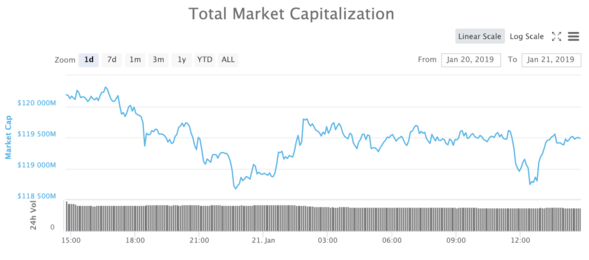 Total Market Capitalization
Linear Scale Log Scale
Zoom 1d 7d 1m 3m 1y YTD ALL
From Jan 20, 2019 To Jan 21, 2019
Market Cap
$120 000M
$119 500M
$119 000M
$118 500M
24h Vol
0
15:00 18:00 21:00 21. Jan 03:00 06:00 09:00 12:00